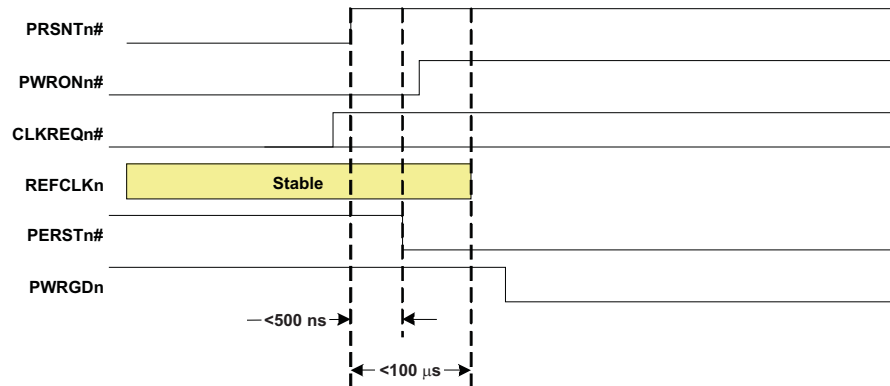 PRSNTn#
PWRONn#
CLKREQn#
REFCLKn
Stable
PERSTn#
PWRGDn
<500 ns
<100 μs